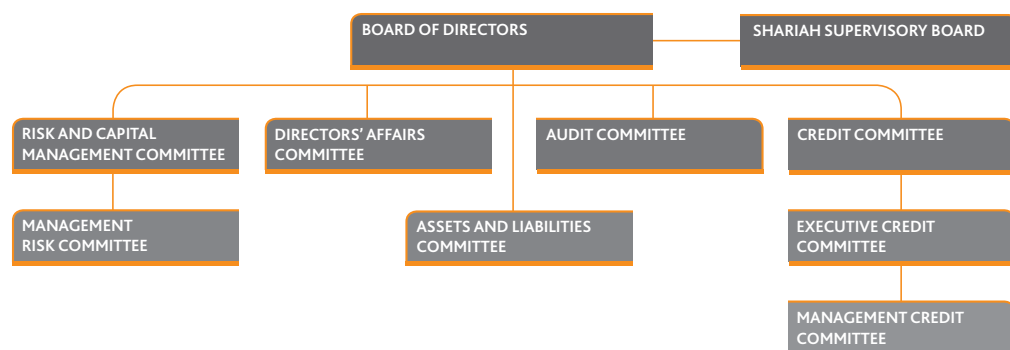 BOARD OF DIRECTORS
SHARIAH SUPERVISORY BOARD
RISK AND CAPITAL
MANAGEMENT COMMITTEE
DIRECTORS’ AFFAIRS
COMMITTEE
AUDIT COMMITTEE
CREDIT COMMITTEE
MANAGEMENT
RISK COMMITTEE
ASSETS AND LIABILITIES
COMMITTEE
EXECUTIVE CREDIT
COMMITTEE
MANAGEMENT CREDIT
COMMITTEE